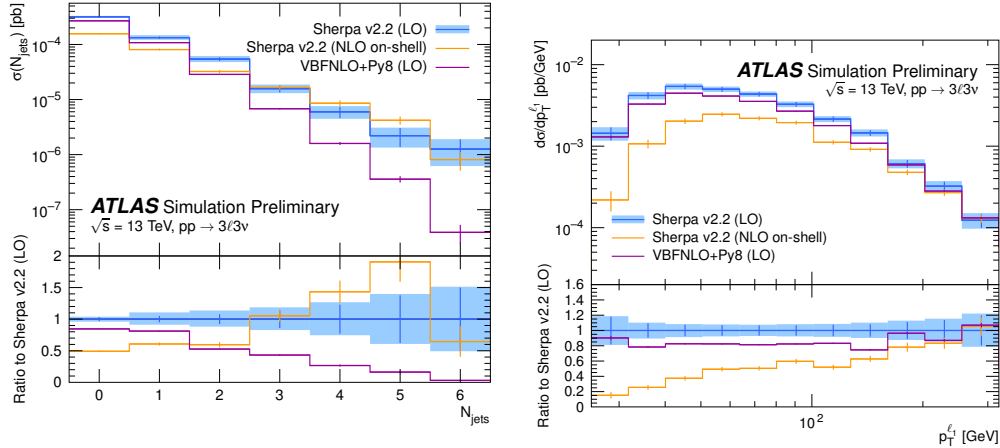 σ(N_jets) [pb]
10⁻⁴
10⁻⁵
10⁻⁶
10⁻⁷
Sherpa v2.2 (LO)
Sherpa v2.2 (NLO on-shell)
VBFNLO+Py8 (LO)
ATLAS Simulation Preliminary
√s = 13 TeV, pp → 3ℓ3ν
Ratio to Sherpa v2.2 (LO)
2
1.5
1
0.5
0
0 1 2 3 4 5 6
N_jets
dσ/dp_T^ℓ₁ [pb/GeV]
10⁻²
10⁻³
10⁻⁴
ATLAS Simulation Preliminary
√s = 13 TeV, pp → 3ℓ3ν
Sherpa v2.2 (LO)
Sherpa v2.2 (NLO on-shell)
VBFNLO+Py8 (LO)
Ratio to Sherpa v2.2 (LO)
1.6
1.4
1.2
1
0.8
0.6
0.4
0.2
0
10²
p_T^ℓ₁ [GeV]